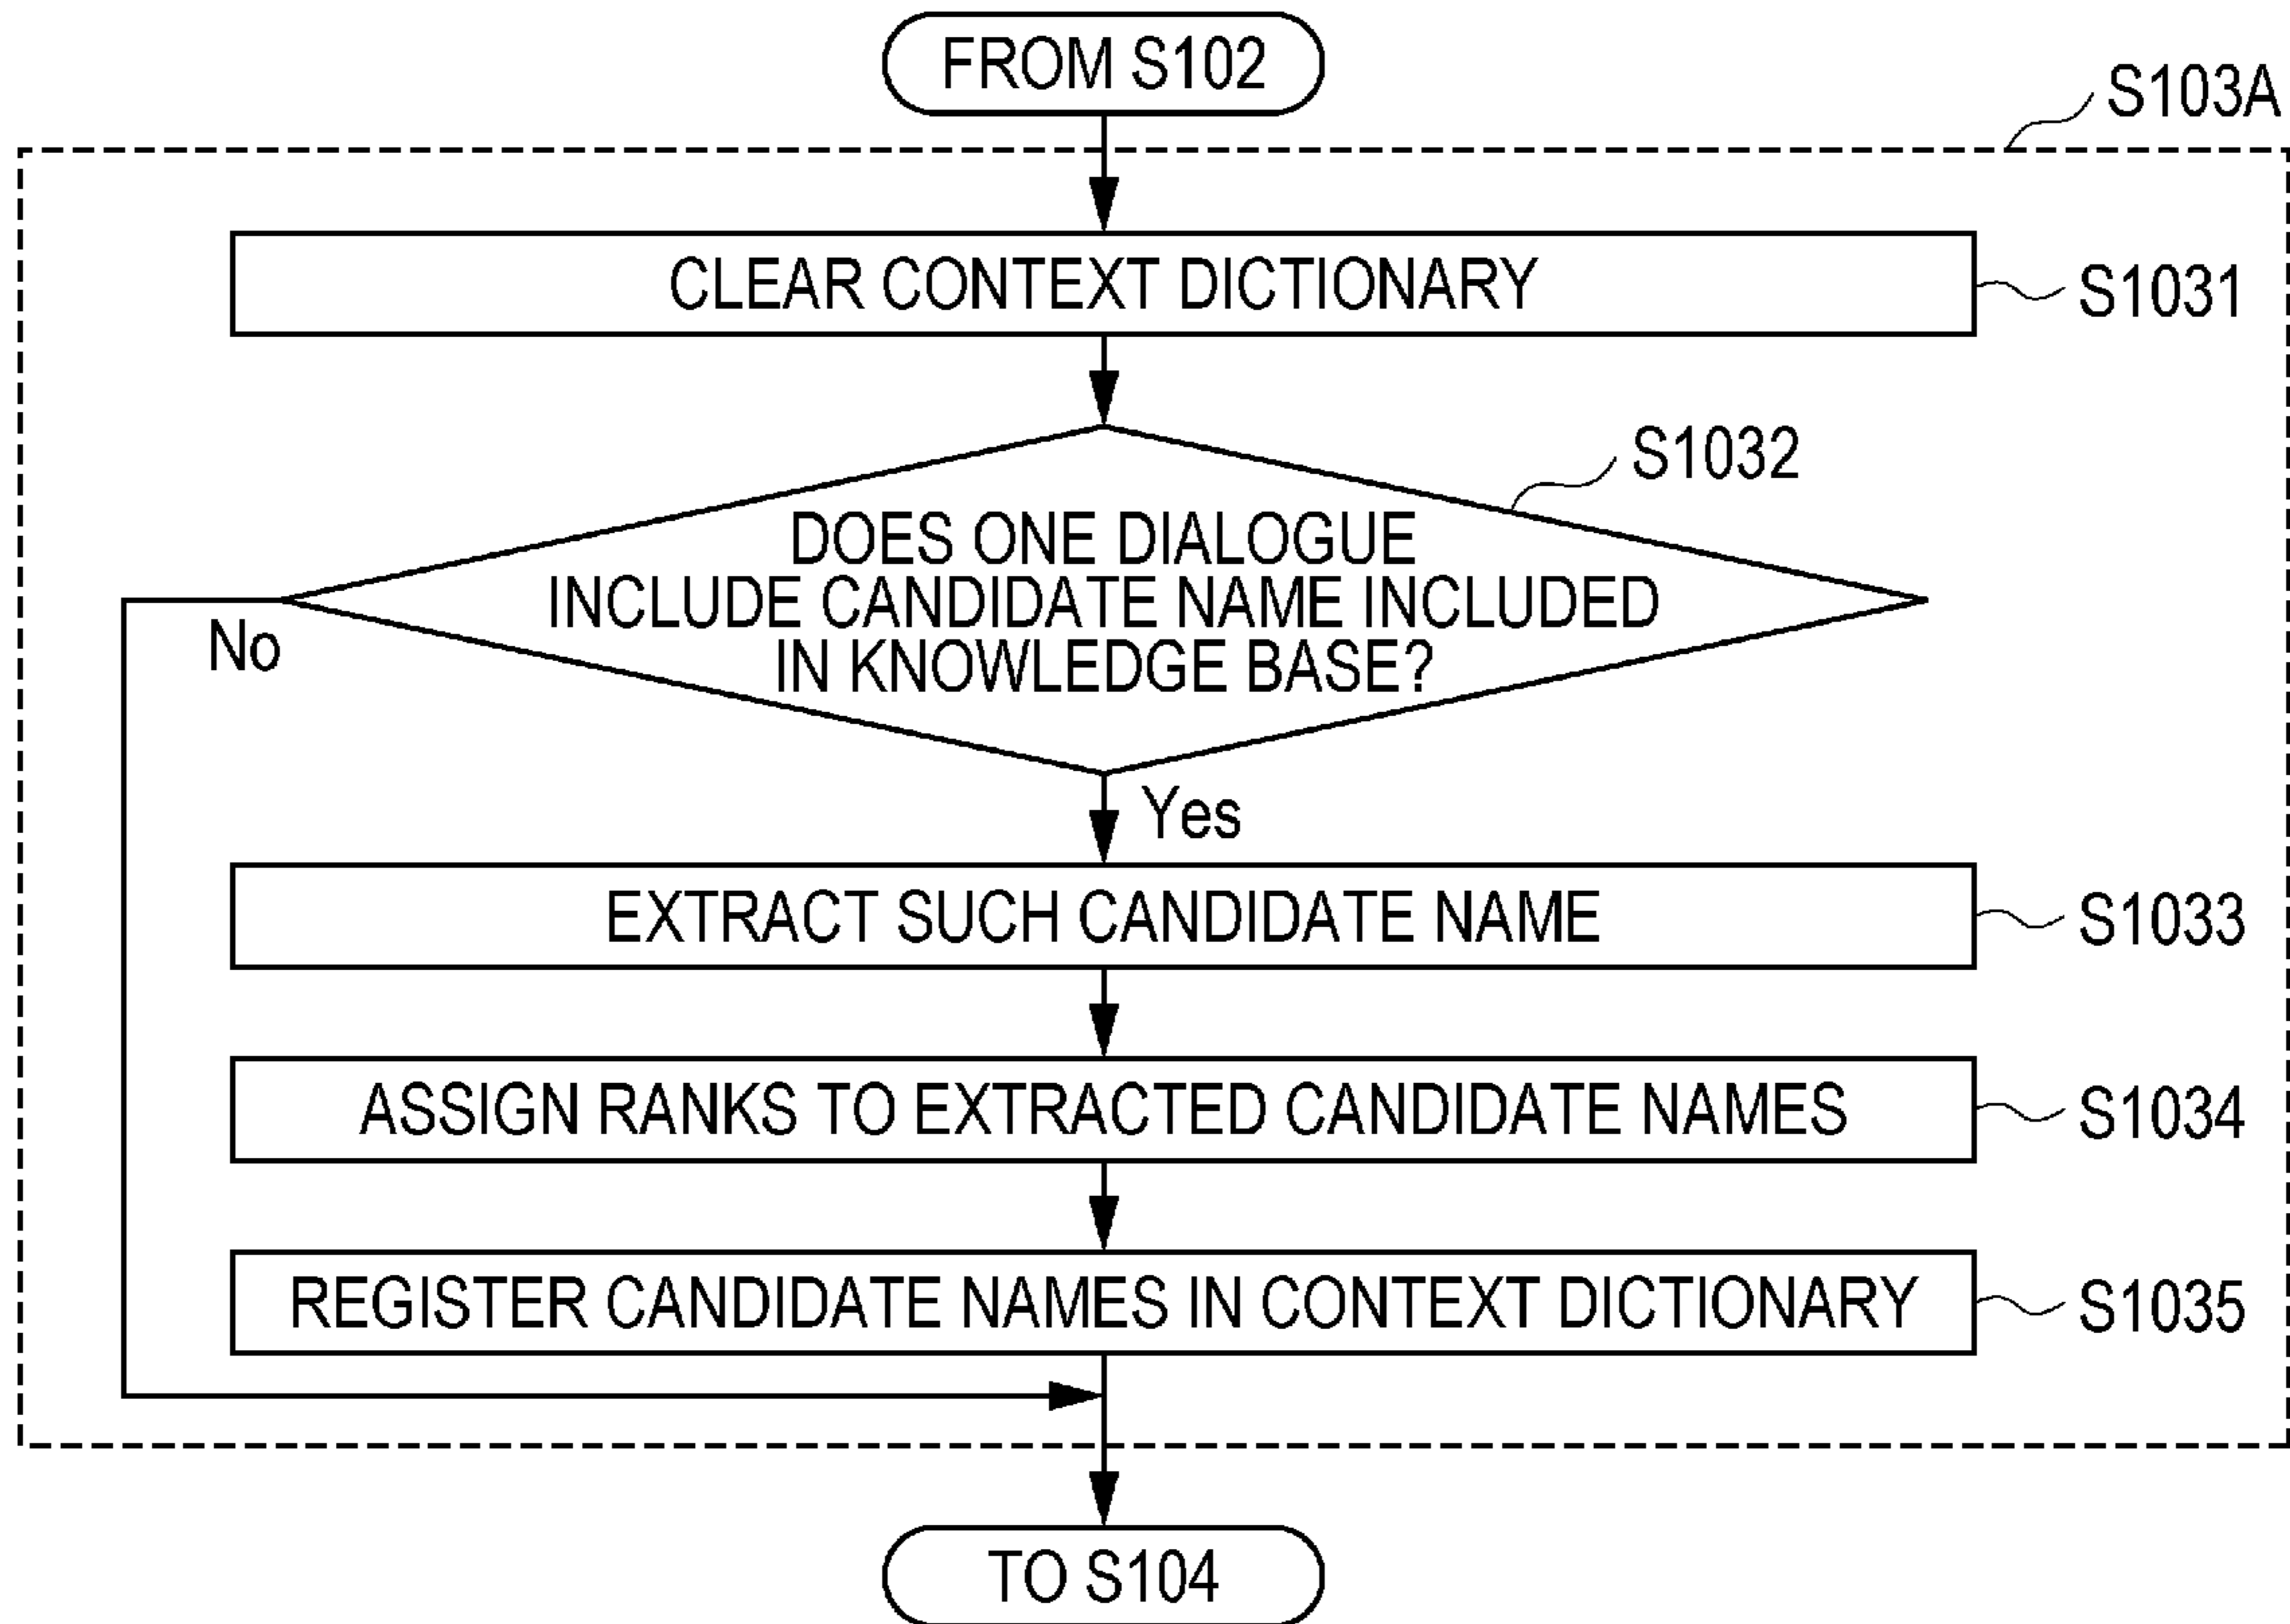 FROM S102
S103A
CLEAR CONTEXT DICTIONARY
S1031
S1032
DOES ONE DIALOGUE
INCLUDE CANDIDATE NAME INCLUDED
IN KNOWLEDGE BASE?
No
Yes
EXTRACT SUCH CANDIDATE NAME
S1033
ASSIGN RANKS TO EXTRACTED CANDIDATE NAMES
S1034
REGISTER CANDIDATE NAMES IN CONTEXT DICTIONARY
S1035
TO S104